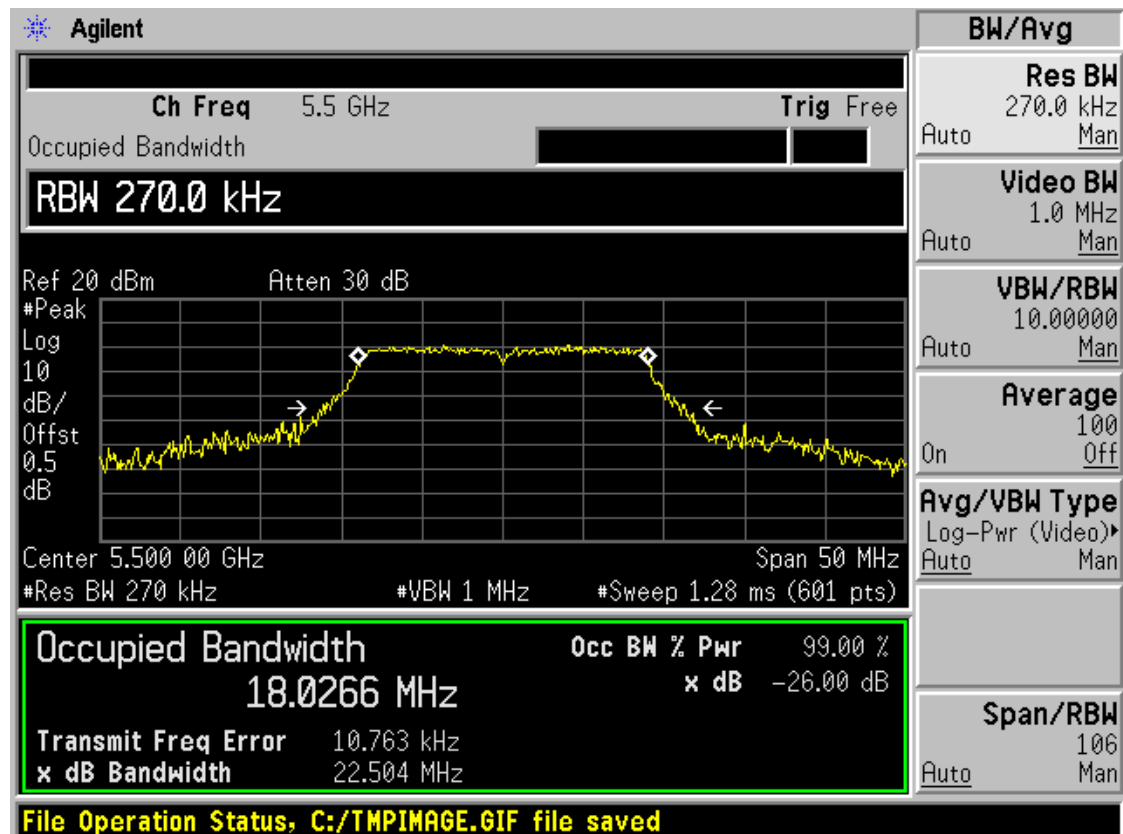 Agilent
Ch Freq 5.5 GHz Trig Free
Occupied Bandwidth
RBW 270.0 kHz
Ref 20 dBm Atten 30 dB
#Peak
Log
10
dB/
Offst
0.5
dB
Center 5.500 00 GHz Span 50 MHz
#Res BW 270 kHz #VBW 1 MHz #Sweep 1.28 ms (601 pts)
Occupied Bandwidth
18.0266 MHz
Occ BW % Pwr 99.00 %
x dB -26.00 dB
Transmit Freq Error 10.763 kHz
x dB Bandwidth 22.504 MHz
File Operation Status, C:/TMPIMAGE.GIF file saved
BW/Avg
Res BW
270.0 kHz
Auto Man
Video BW
1.0 MHz
Auto Man
VBW/RBW
10.00000
Auto Man
Average
100
On Off
Avg/VBW Type
Log-Pwr (Video)
Auto Man
Span/RBW
106
Auto Man